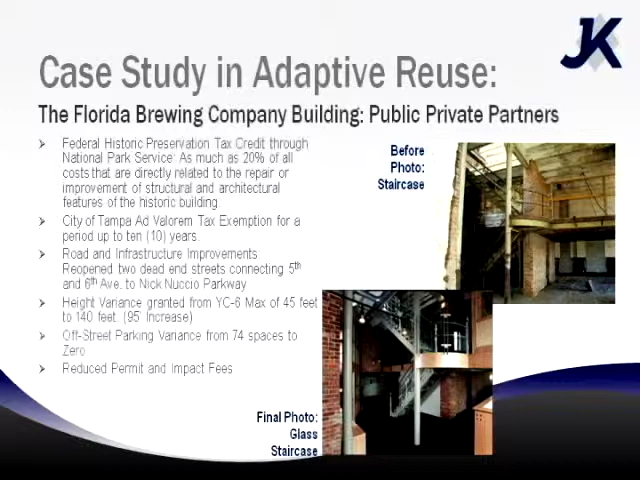 JK
Case Study in Adaptive Reuse:
The Florida Brewing Company Building: Public Private Partners
Federal Historic Preservation Tax Credit through
National Park Service: As much as 20% of all
costs that are directly related to the repair or
improvement of structural and architectural
features of the historic building.
City of Tampa Ad Valorem Tax Exemption for a
period up to ten (10) years.
Road and Infrastructure Improvements
Reopened two dead end streets connecting 5th
and 6th Ave. to Nick Nuccio Parkway
Height Variance granted from YC-6 Max of 45 feet
to 140 feet. (95' Increase)
Off-Street Parking Variance from 74 spaces to
Zero
Reduced Permit and Impact Fees
Before
Photo:
Staircase
Final Photo:
Glass
Staircase